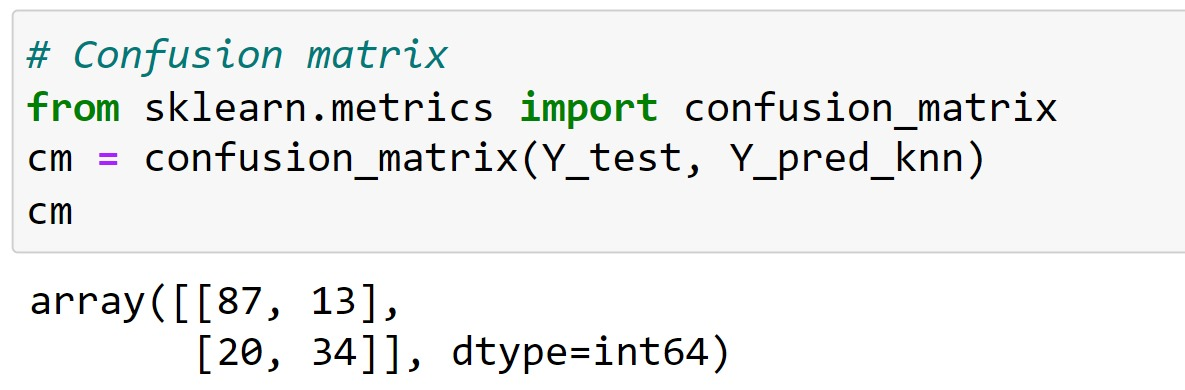 # Confusion matrix
from sklearn.metrics import confusion_matrix
cm = confusion_matrix(Y_test, Y_pred_knn)
cm
array([[87, 13],
       [20, 34]], dtype=int64)